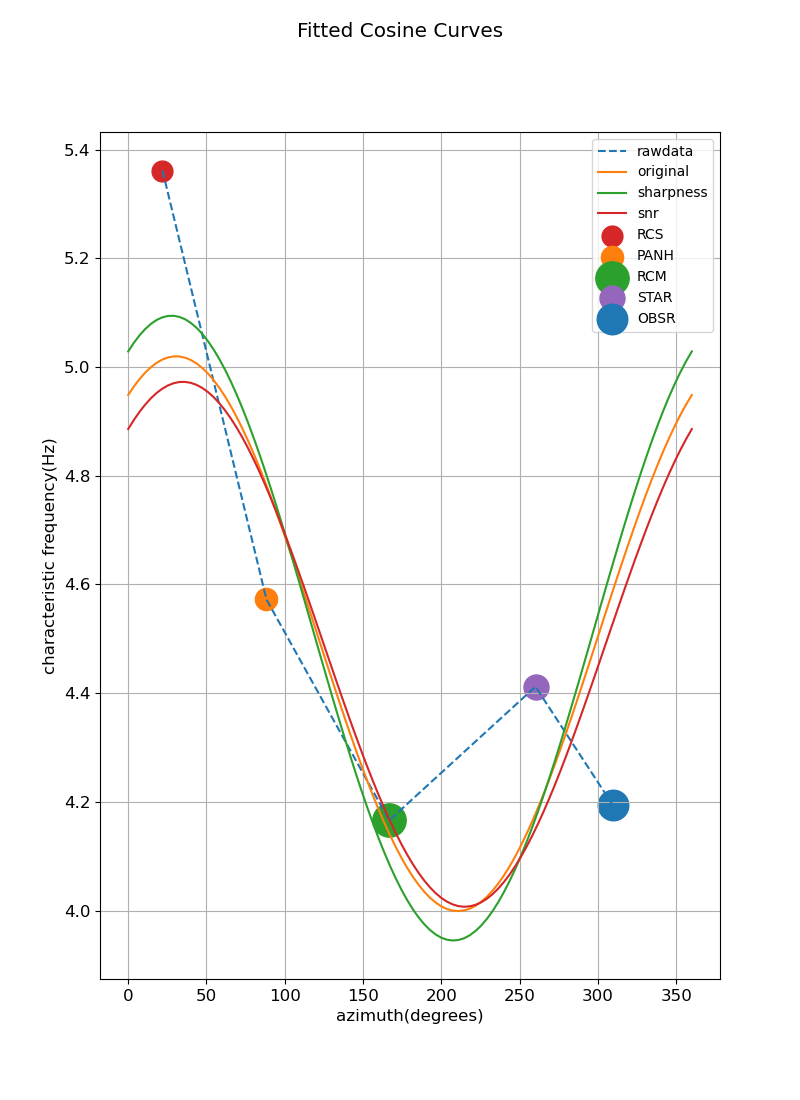 Fitted Cosine Curves
5.4
5.2
5.0
4.8
4.6
4.4
4.2
4.0
characteristic frequency(Hz)
rawdata
original
sharpness
snr
RCS
PANH
RCM
STAR
OBSR
0 50 100 150 200 250 300 350
azimuth(degrees)